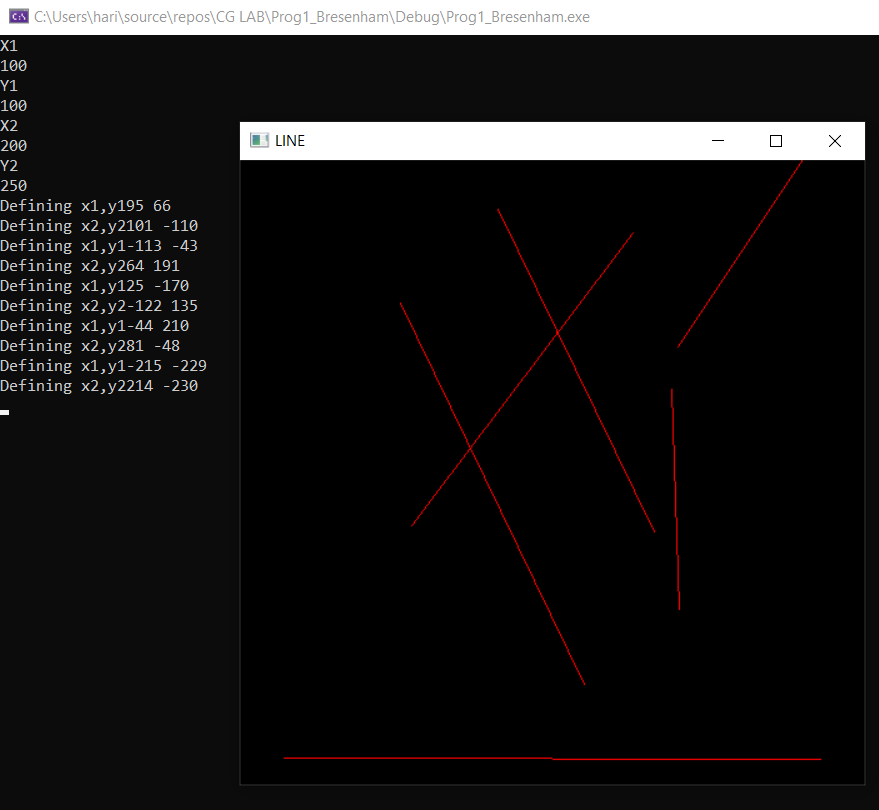 C:\Users\hari\source\repos\CG LAB\Prog1_Bresenham\Debug\Prog1_Bresenham.exe
X1
100
Y1
100
X2
200
Y2
250
Defining x1,y195 66
Defining x2,y2101 -110
Defining x1,y1-113 -43
Defining x2,y264 191
Defining x1,y125 -170
Defining x2,y2-122 135
Defining x1,y1-44 210
Defining x2,y281 -48
Defining x1,y1-215 -229
Defining x2,y2214 -230
LINE